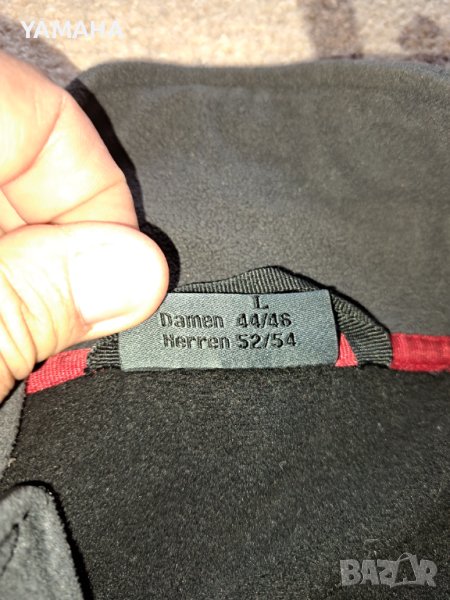 YAMAHA
L
Damen 44/46
Herren 52/54
BAZAR